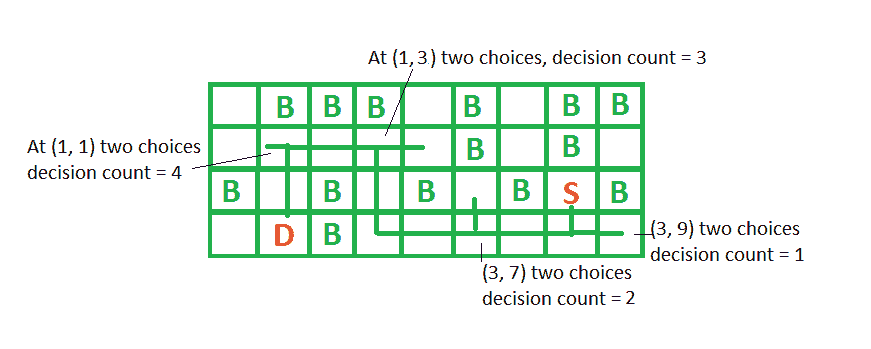 At (1, 3) two choices, decision count = 3
B B B B B B
At (1, 1) two choices
decision count = 4
B B
B B B B S B
D B
(3, 9) two choices
decision count = 1
(3, 7) two choices
decision count = 2